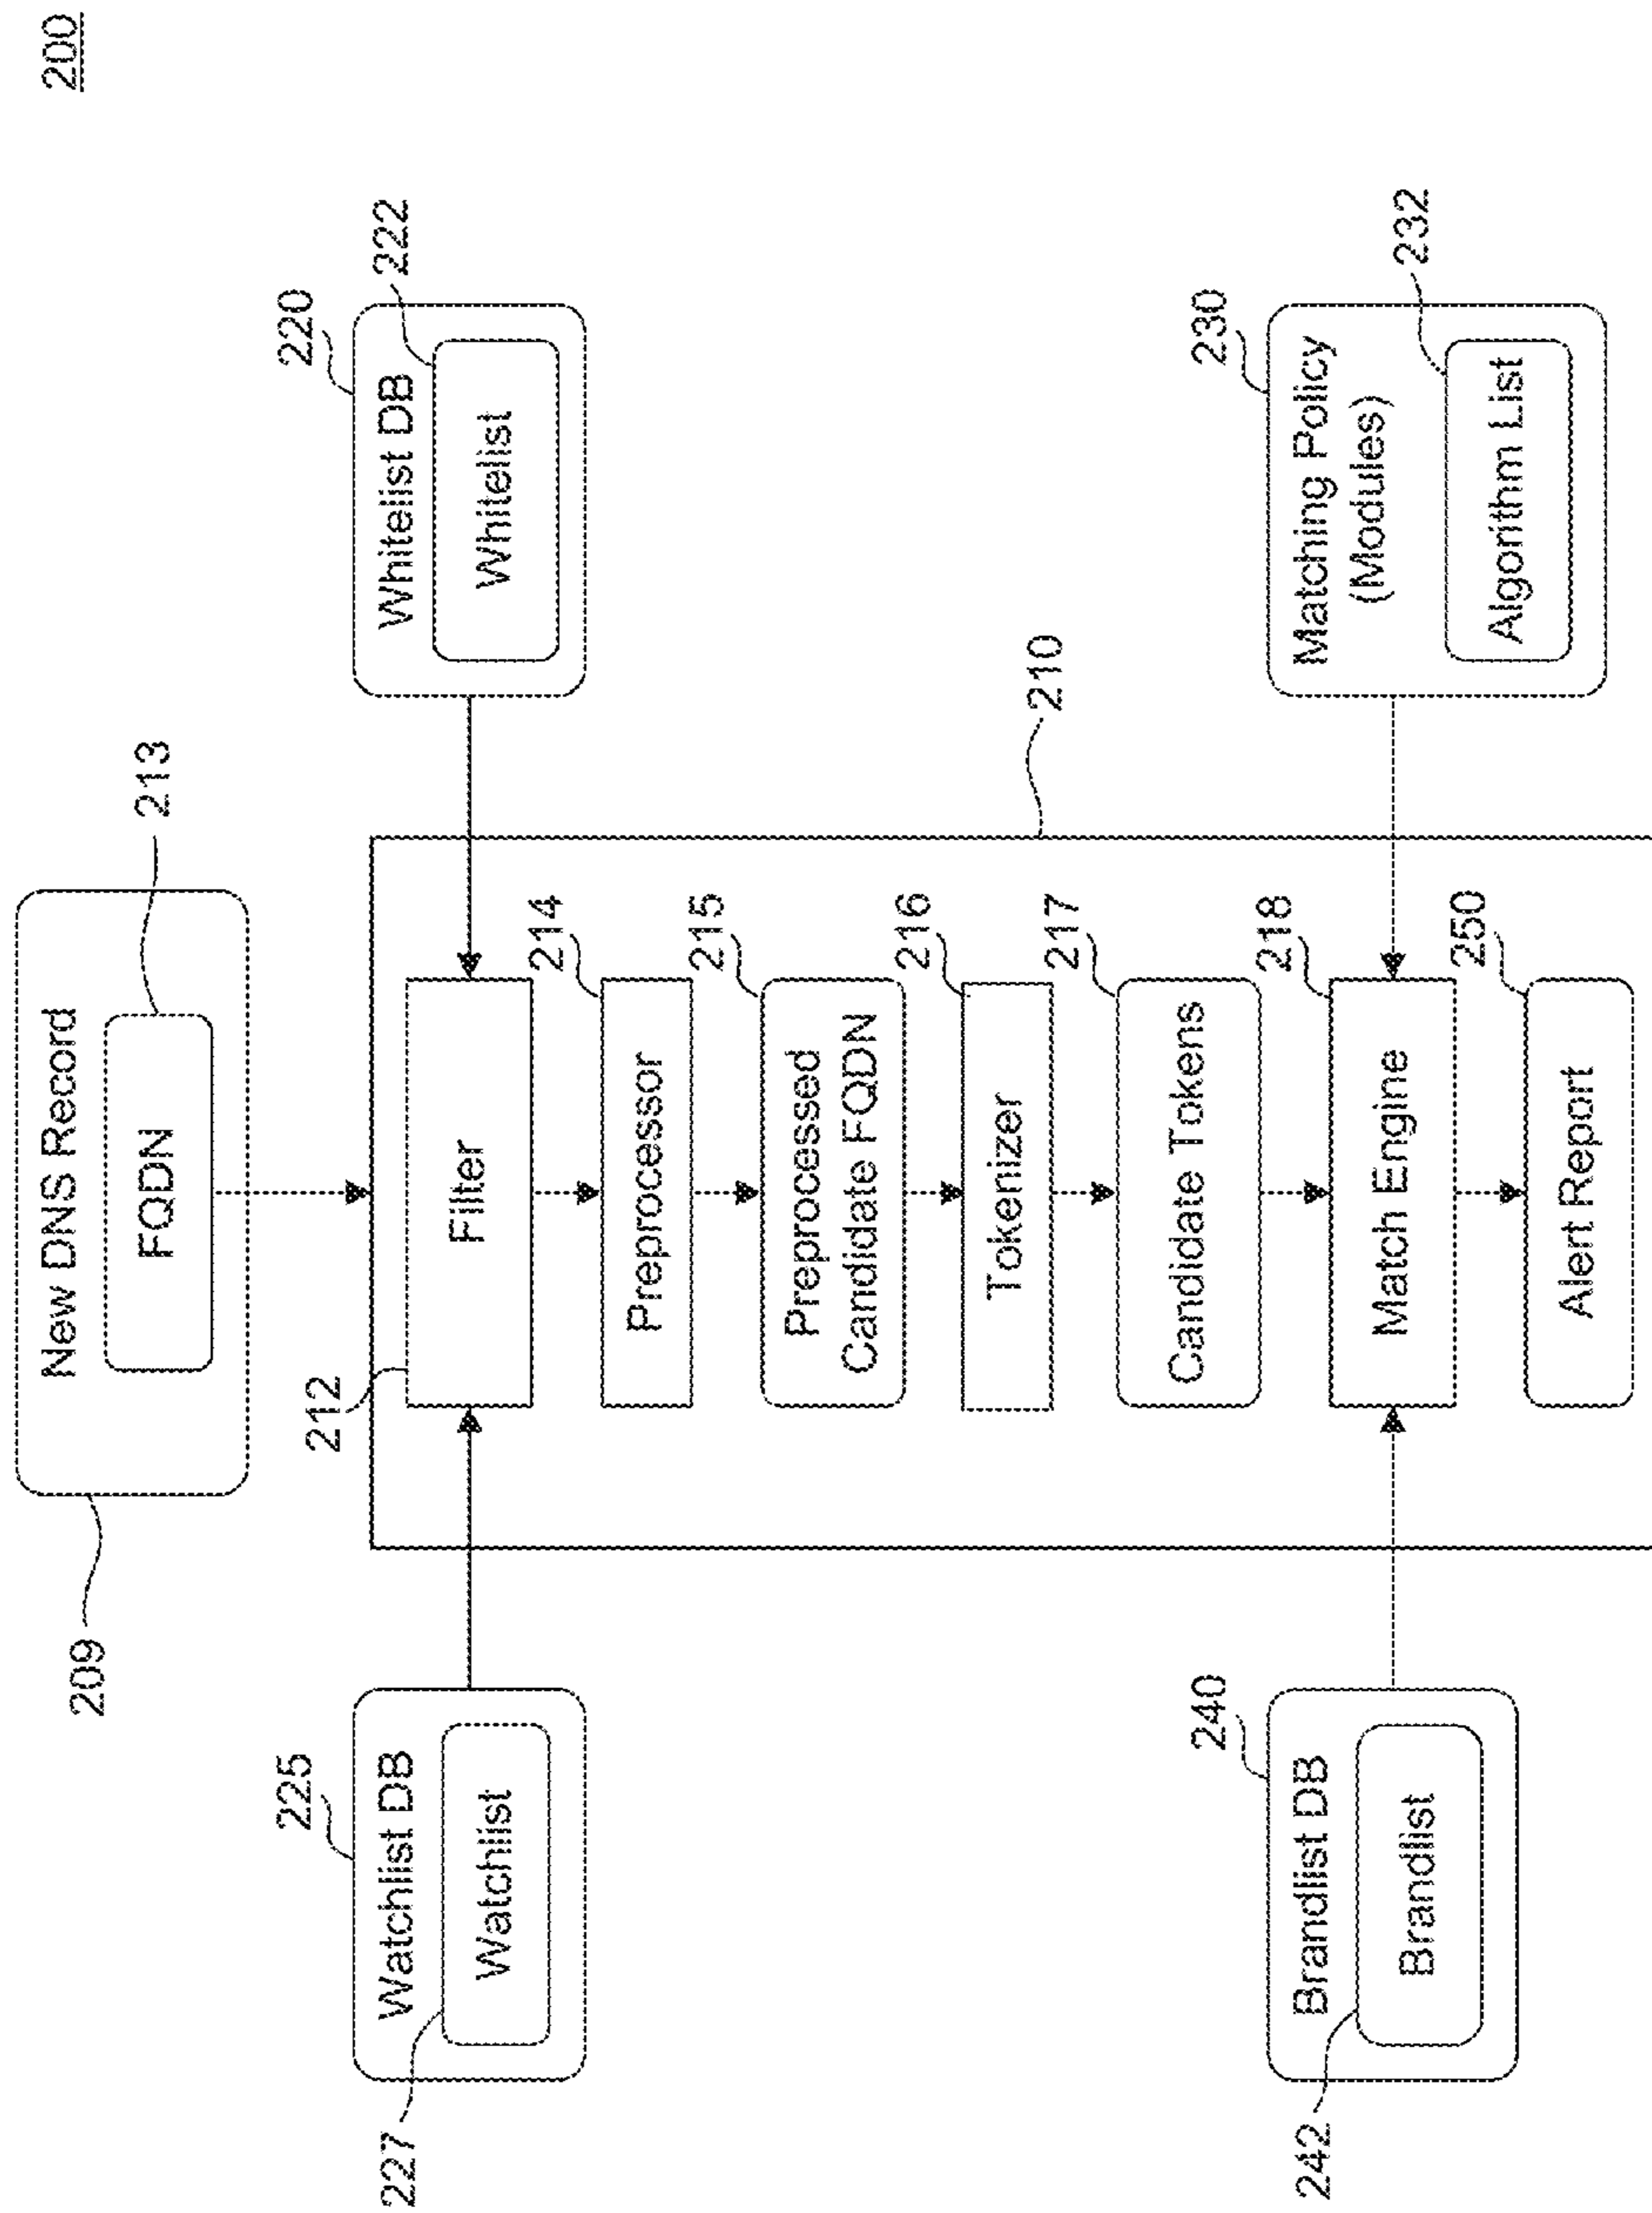 200
New DNS Record
FQDN
213
209
212
Filter
220
Whitelist DB
222
Whitelist
225
Watchlist DB
227
Watchlist
214
Preprocessor
215
Preprocessed
Candidate FQDN
216
Tokenizer
210
217
Candidate Tokens
218
Match Engine
230
Matching Policy
(Modules)
232
Algorithm List
240
Brandlist DB
242
Brandlist
250
Alert Report